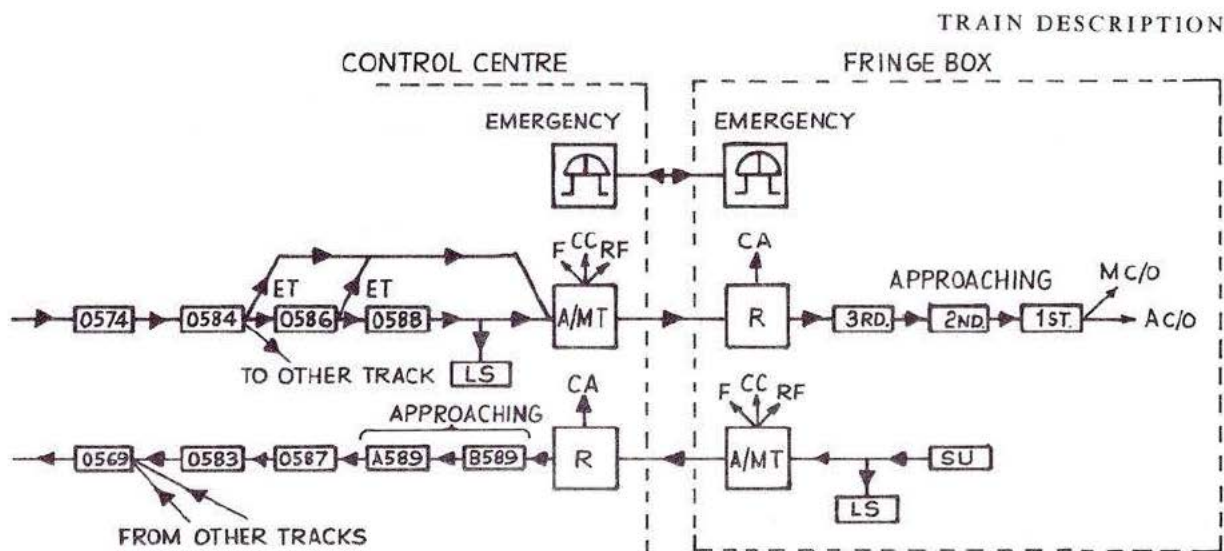 TRAIN DESCRIPTION
CONTROL CENTRE
FRINGE BOX
EMERGENCY
EMERGENCY
F CC RF
CA
ET
ET
APPROACHING
M C/O
0574
0584
0586
0588
A/MT
R
3RD.
2ND.
1ST.
A C/O
TO OTHER TRACK
LS
CA
F CC RF
APPROACHING
0569
0583
0587
A589
B589
R
A/MT
SU
LS
FROM OTHER TRACKS